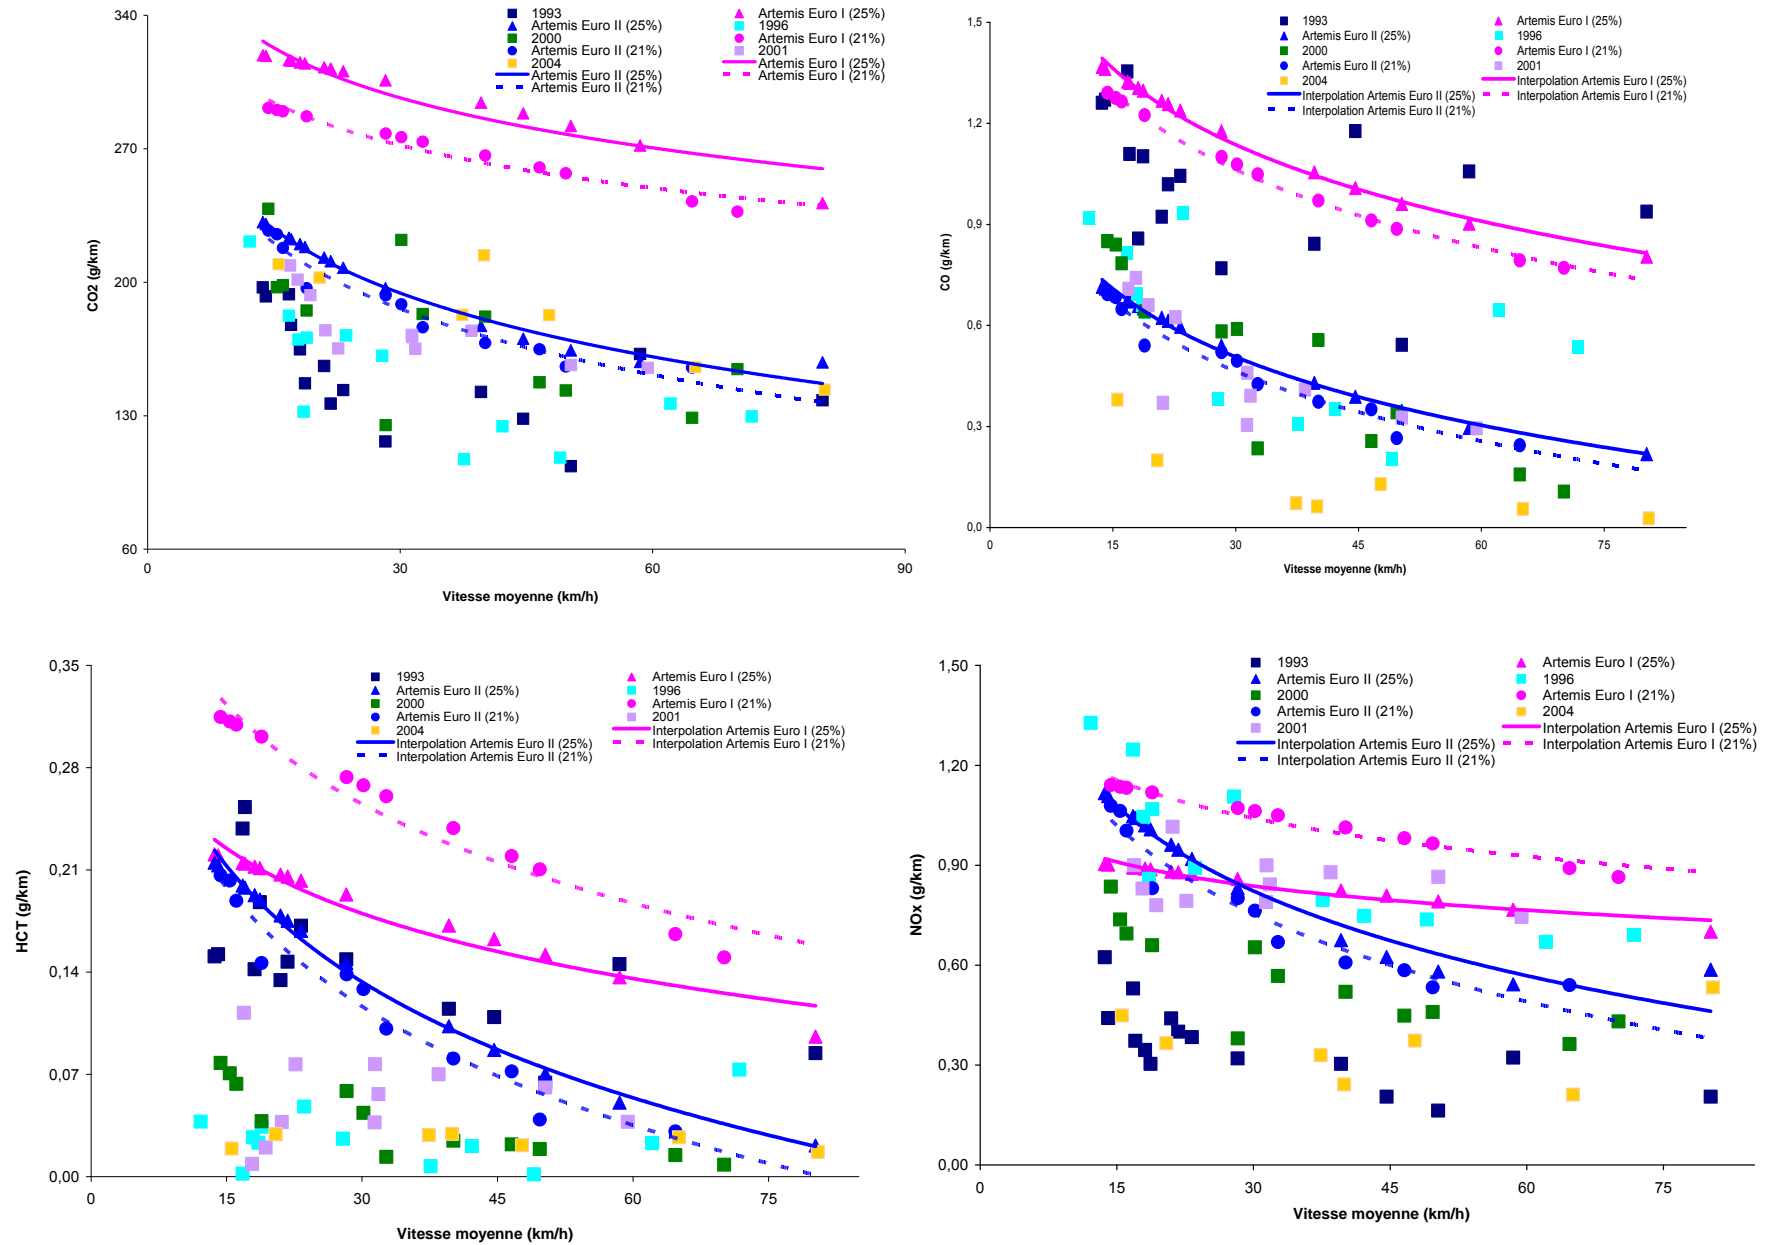 340
270
200
130
60
0
30
60
90
CO2 (g/km)
Vitesse moyenne (km/h)
1993
Artemis Euro I (25%)
Artemis Euro II (25%)
1996
2000
Artemis Euro I (21%)
Artemis Euro II (21%)
2001
2004
Artemis Euro I (25%)
Artemis Euro II (25%)
Artemis Euro I (21%)
Artemis Euro II (21%)
1,5
1,2
0,9
0,6
0,3
0,0
0
15
30
45
60
75
CO (g/km)
Vitesse moyenne (km/h)
1993
Artemis Euro I (25%)
Artemis Euro II (25%)
1996
2000
Artemis Euro I (21%)
Artemis Euro II (21%)
2001
2004
Interpolation Artemis Euro I (25%)
Interpolation Artemis Euro II (25%)
Interpolation Artemis Euro I (21%)
Interpolation Artemis Euro II (21%)
0,35
0,28
0,21
0,14
0,07
0,00
0
15
30
45
60
75
HCT (g/km)
Vitesse moyenne (km/h)
1993
Artemis Euro I (25%)
Artemis Euro II (25%)
1996
2000
Artemis Euro I (21%)
Artemis Euro II (21%)
2001
2004
Interpolation Artemis Euro I (25%)
Interpolation Artemis Euro II (25%)
Interpolation Artemis Euro I (21%)
Interpolation Artemis Euro II (21%)
1,50
1,20
0,90
0,60
0,30
0,00
0
15
30
45
60
75
NOx (g/km)
Vitesse moyenne (km/h)
1993
Artemis Euro I (25%)
Artemis Euro II (25%)
1996
2000
Artemis Euro I (21%)
Artemis Euro II (21%)
2004
2001
Interpolation Artemis Euro I (25%)
Interpolation Artemis Euro II (25%)
Interpolation Artemis Euro I (21%)
Interpolation Artemis Euro II (21%)